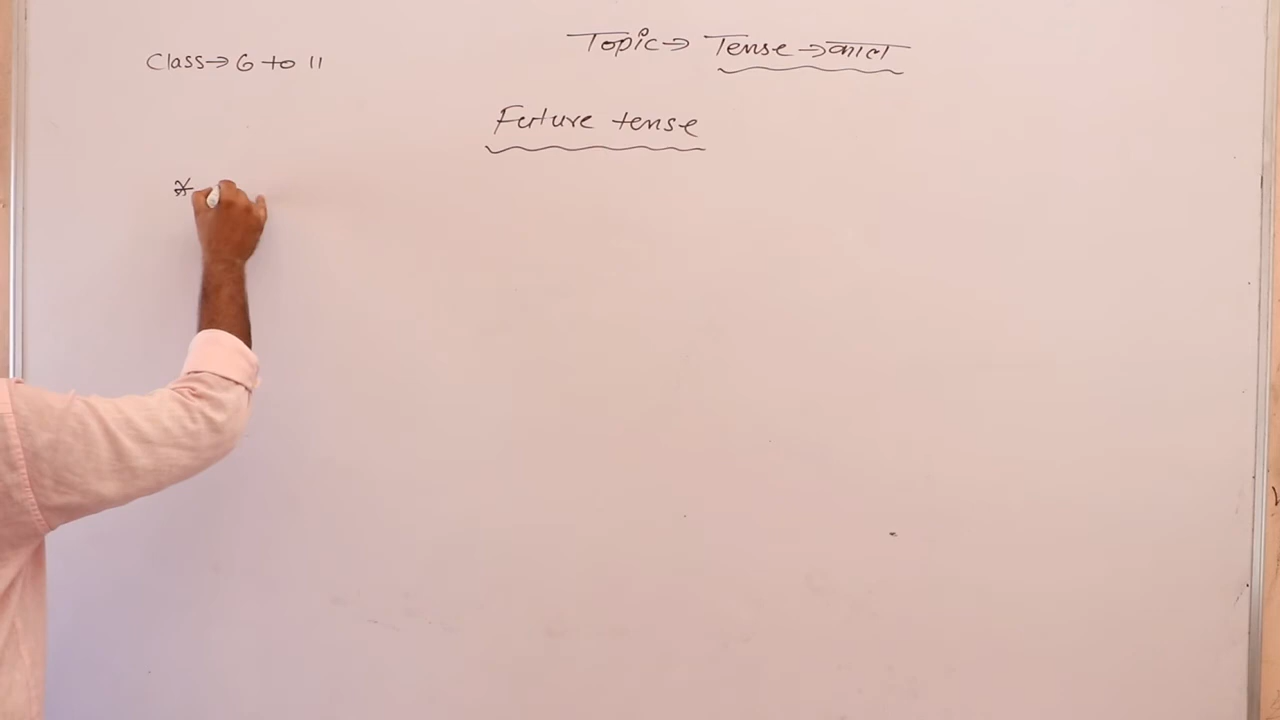 Class→ 6 to 11
Topic→ Tense→काल
Future tense
*